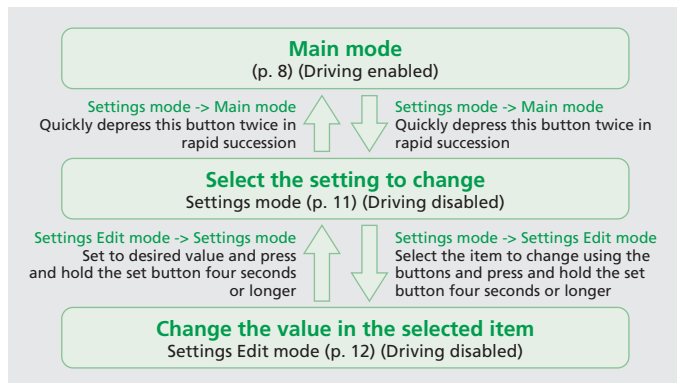 Main mode
(p. 8) (Driving enabled)
Settings mode -> Main mode
Quickly depress this button twice in
rapid succession
Settings mode -> Main mode
Quickly depress this button twice in
rapid succession
Select the setting to change
Settings mode (p. 11) (Driving disabled)
Settings Edit mode -> Settings mode
Set to desired value and press
and hold the set button four seconds
or longer
Settings mode -> Settings Edit mode
Select the item to change using the
buttons and press and hold the set
button four seconds or longer
Change the value in the selected item
Settings Edit mode (p. 12) (Driving disabled)